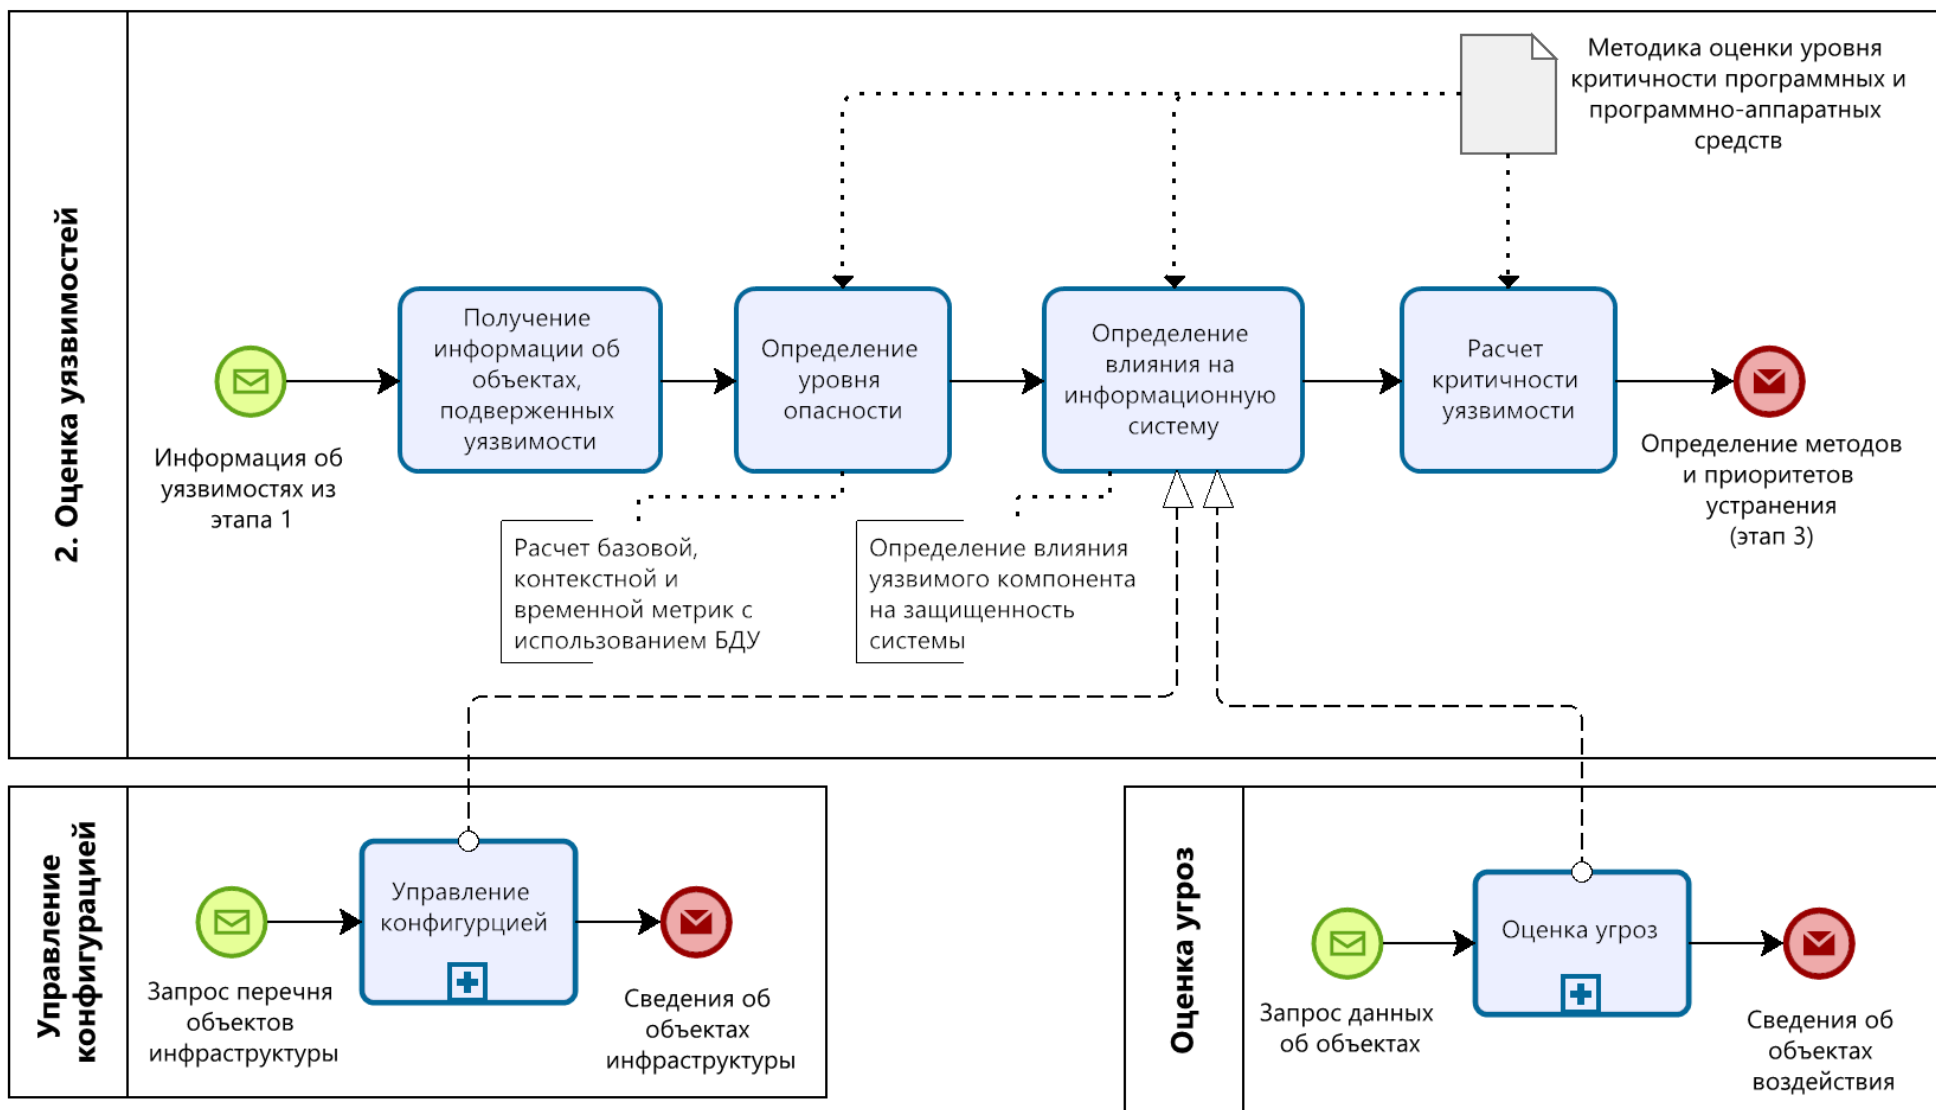 2. Оценка уязвимостей
Методика оценки уровня
критичности программных и
программно-аппаратных
средств
Информация об
уязвимостях из
этапа 1
Получение
информации об
объектах,
подверженных
уязвимости
Определение
уровня
опасности
Определение
влияния на
информационную
систему
Расчет
критичности
уязвимости
Определение методов
и приоритетов
устранения
(этап 3)
Расчет базовой,
контекстной и
временной метрик с
использованием БДУ
Определение влияния
уязвимого компонента
на защищенность
системы
Управление
конфигурацией
Запрос перечня
объектов
инфраструктуры
Управление
конфигурцией
Сведения об
объектах
инфраструктуры
Оценка угроз
Запрос данных
об объектах
Оценка угроз
Сведения об
объектах
воздействия